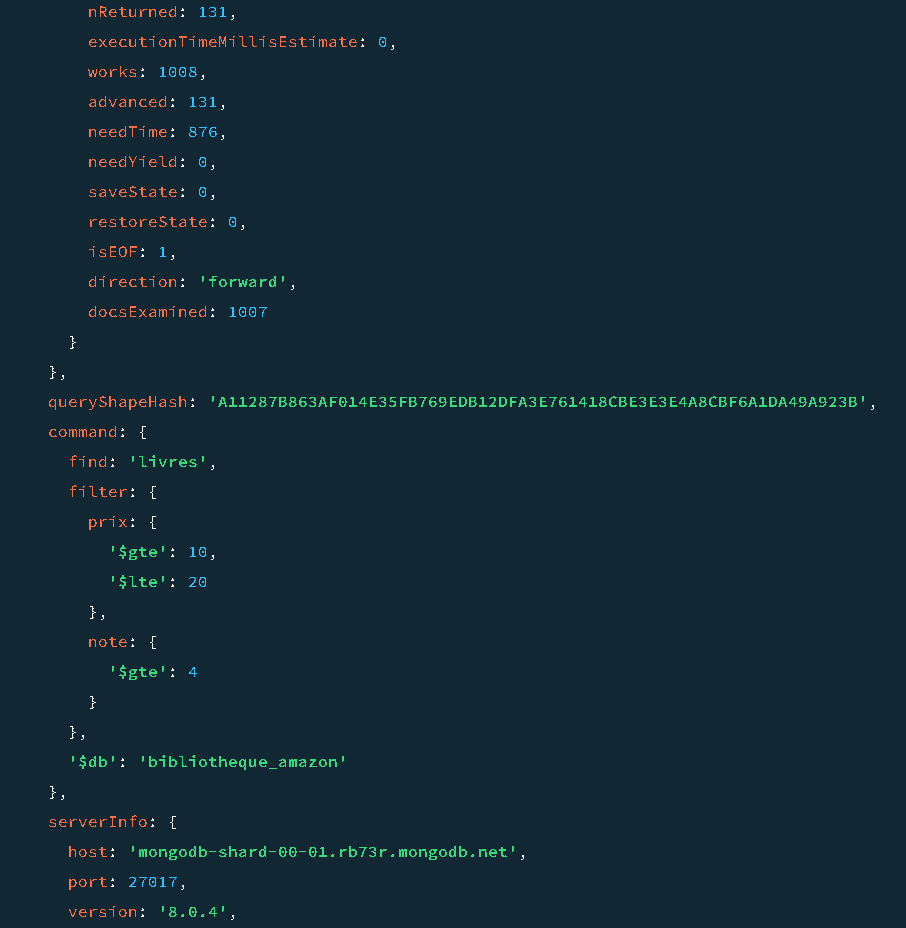 nReturned: 131,
executionTimeMillisEstimate: 0,
works: 1008,
advanced: 131,
needTime: 876,
needYield: 0,
saveState: 0,
restoreState: 0,
isEOF: 1,
direction: 'forward',
docsExamined: 1007
}
},
queryShapeHash: 'A11287B863AF014E35FB769EDB12DFA3E761418CBE3E3E4A8CBF6A1DA49A923B',
command: {
find: 'livres',
filter: {
prix: {
'$gte': 10,
'$lte': 20
},
note: {
'$gte': 4
}
},
'$db': 'bibliotheque_amazon'
},
serverInfo: {
host: 'mongodb-shard-00-01.rb73r.mongodb.net',
port: 27017,
version: '8.0.4',